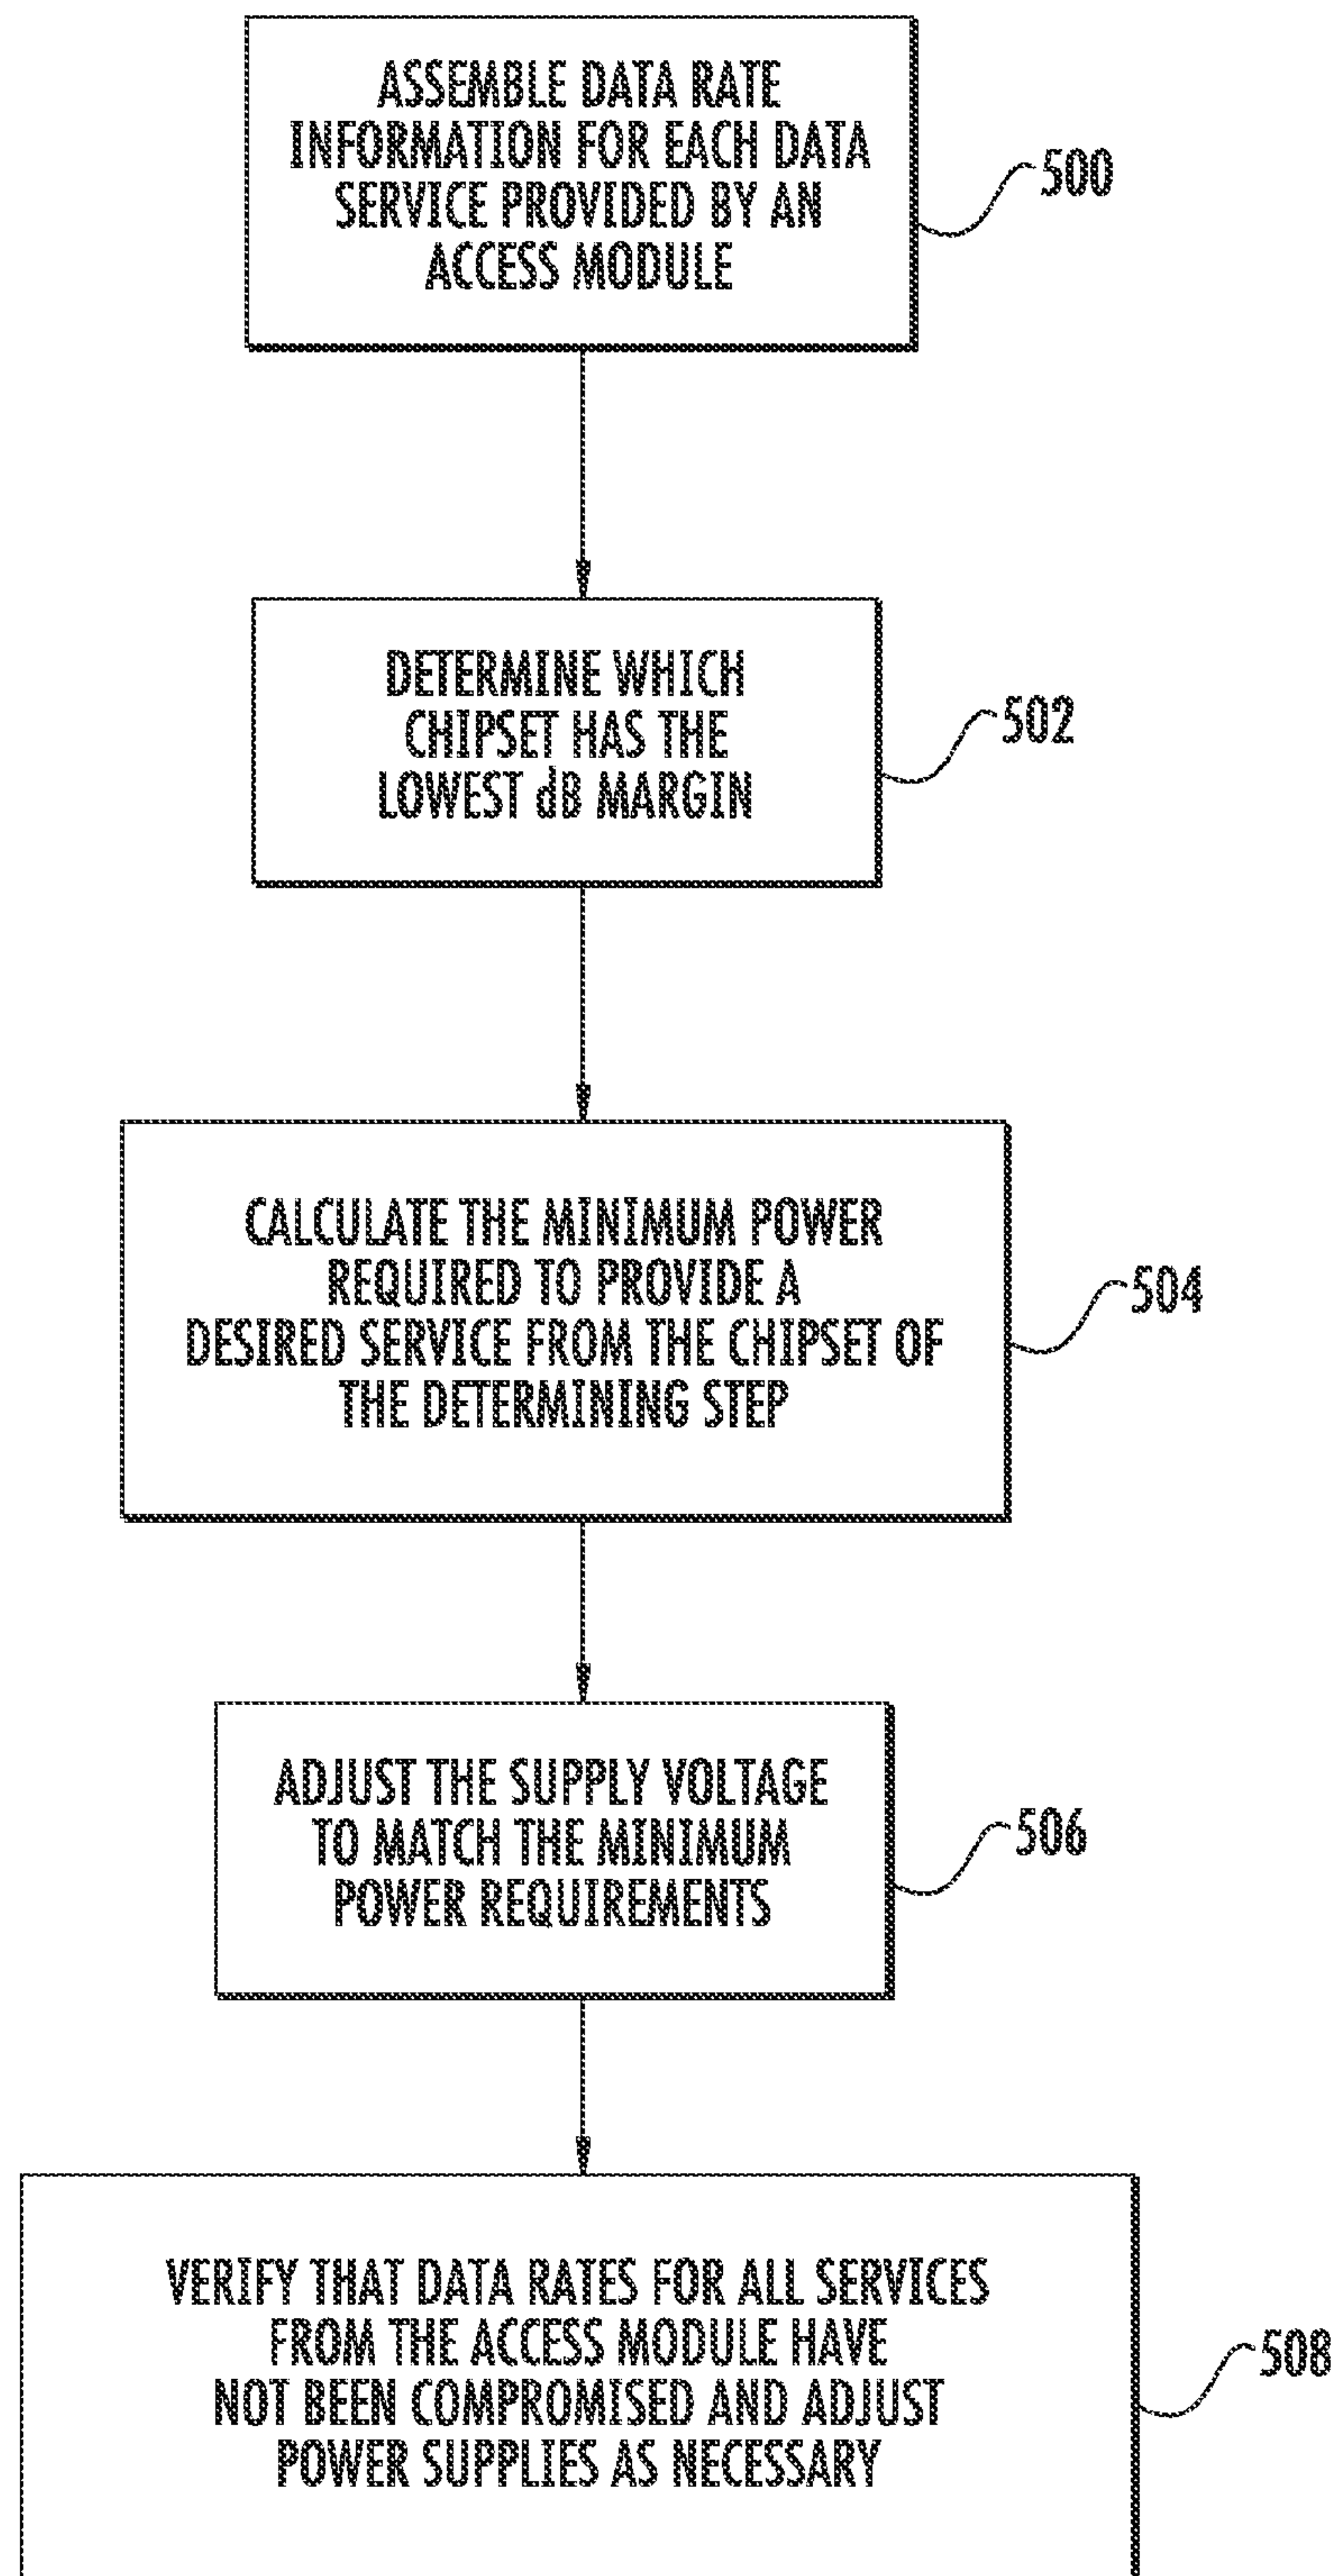 ASSEMBLE DATA RATE
INFORMATION FOR EACH DATA
SERVICE PROVIDED BY AN
ACCESS MODULE
500
DETERMINE WHICH
CHIPSET HAS THE
LOWEST dB MARGIN
502
CALCULATE THE MINIMUM POWER
REQUIRED TO PROVIDE A
DESIRED SERVICE FROM THE CHIPSET OF
THE DETERMINING STEP
504
ADJUST THE SUPPLY VOLTAGE
TO MATCH THE MINIMUM
POWER REQUIREMENTS
506
VERIFY THAT DATA RATES FOR ALL SERVICES
FROM THE ACCESS MODULE HAVE
NOT BEEN COMPROMISED AND ADJUST
POWER SUPPLIES AS NECESSARY
508